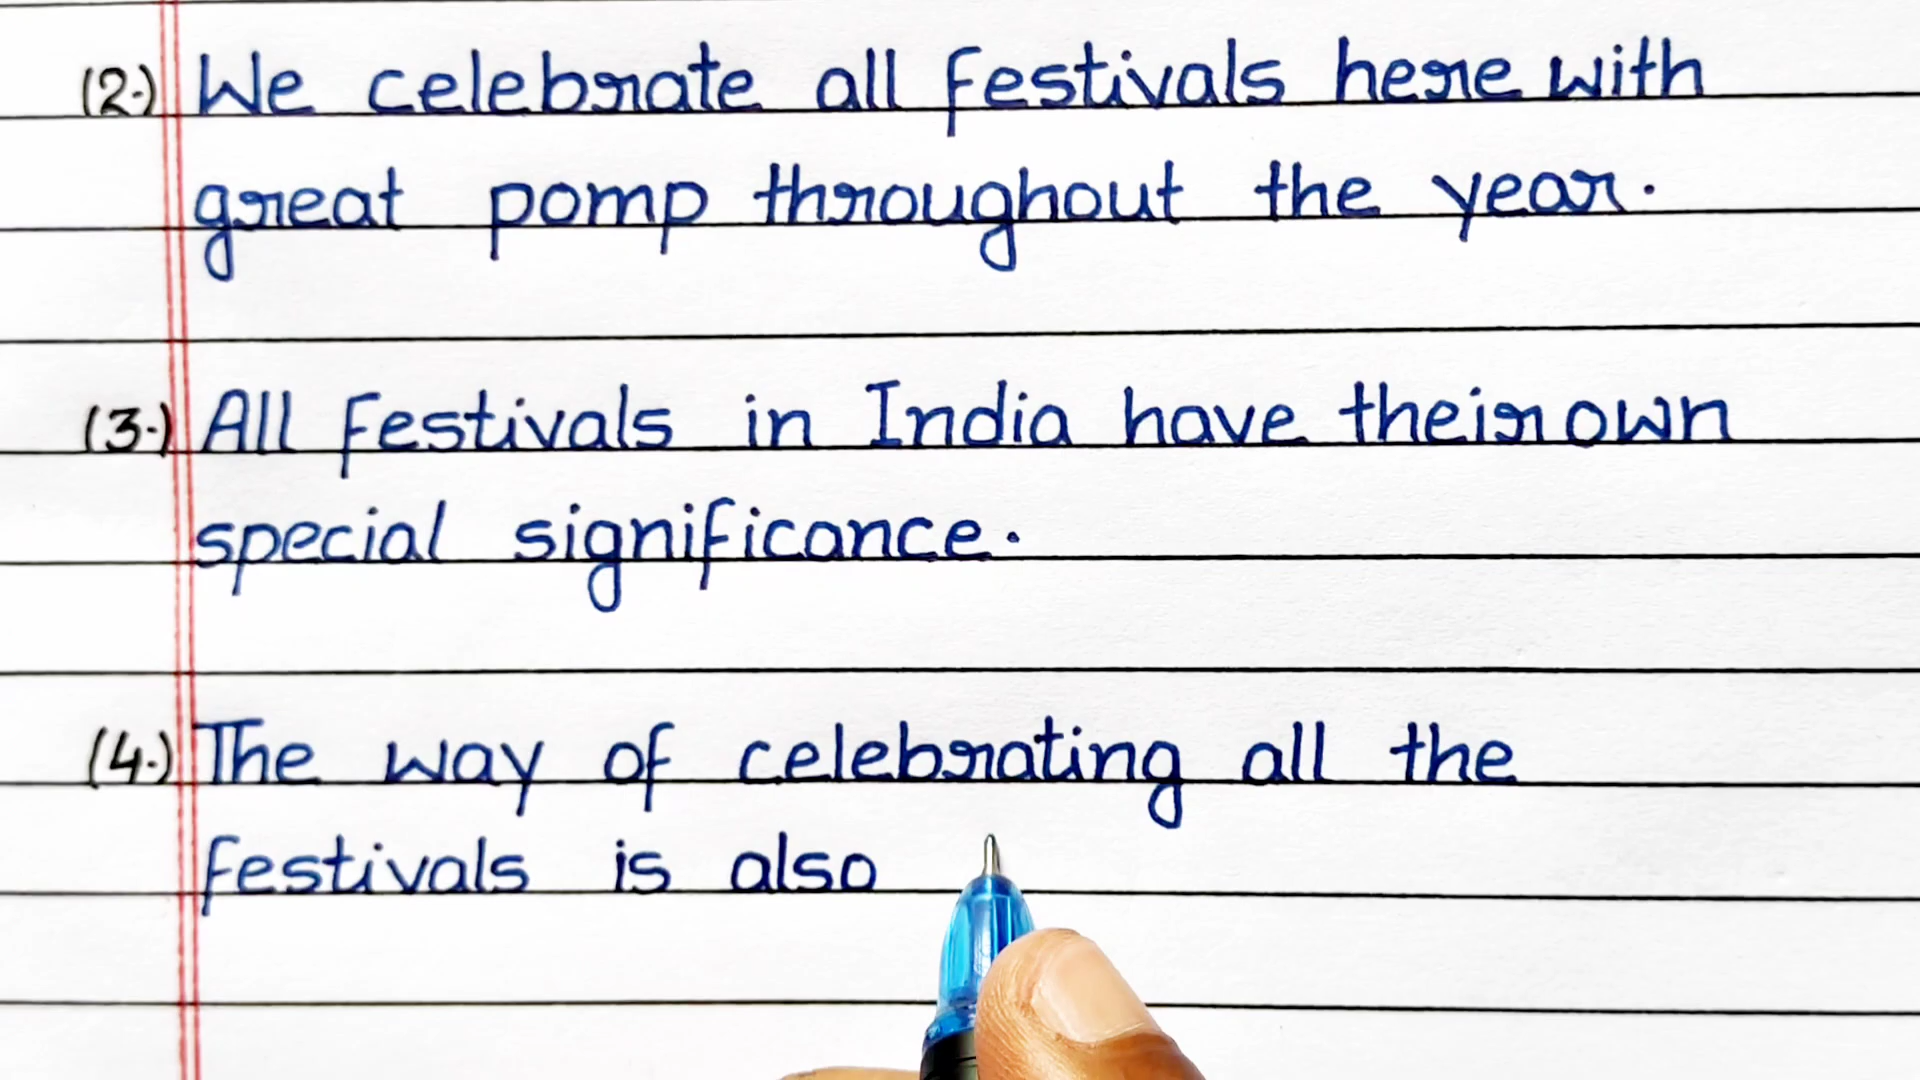 (2.) We celebrate all festivals here with
great pomp throughout the year.
(3.) All festivals in India have their own
special significance.
(4.) The way of celebrating all the
festivals is also